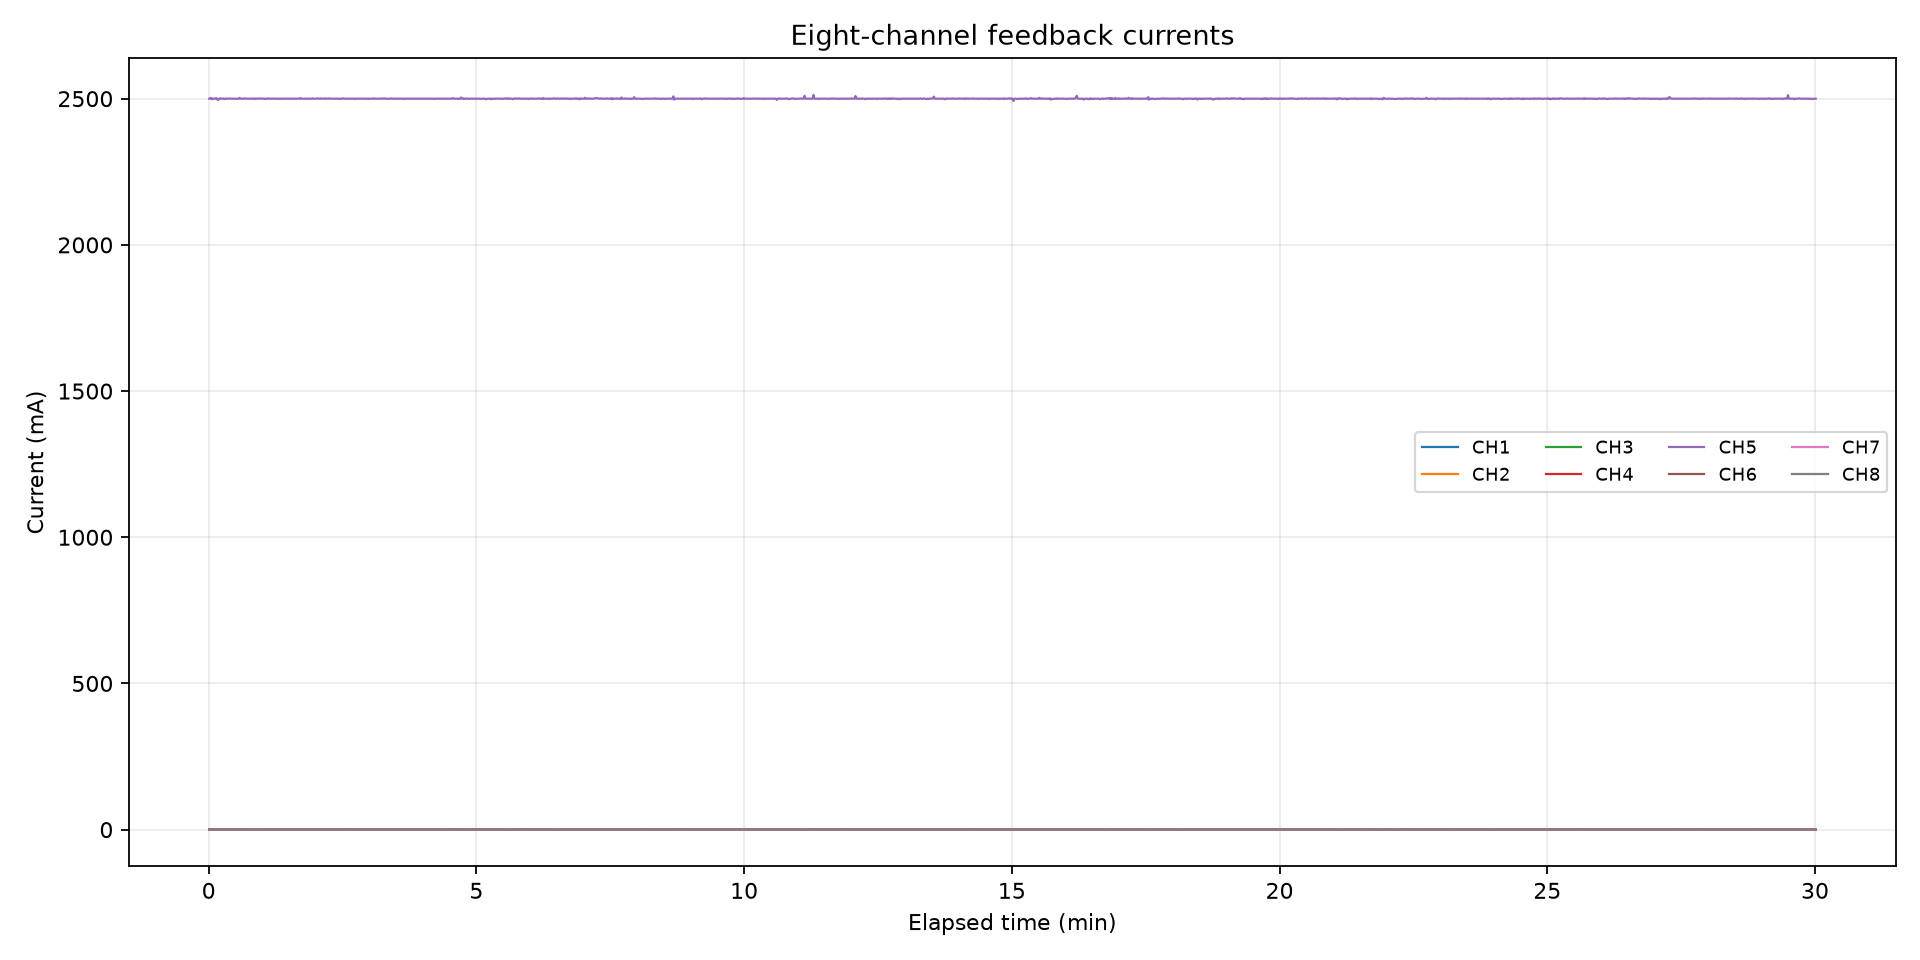 Eight-channel feedback currents
2500
2000
1500
1000
500
0
Current (mA)
CH1 CH3 CH5 CH7
CH2 CH4 CH6 CH8
0 5 10 15 20 25 30
Elapsed time (min)